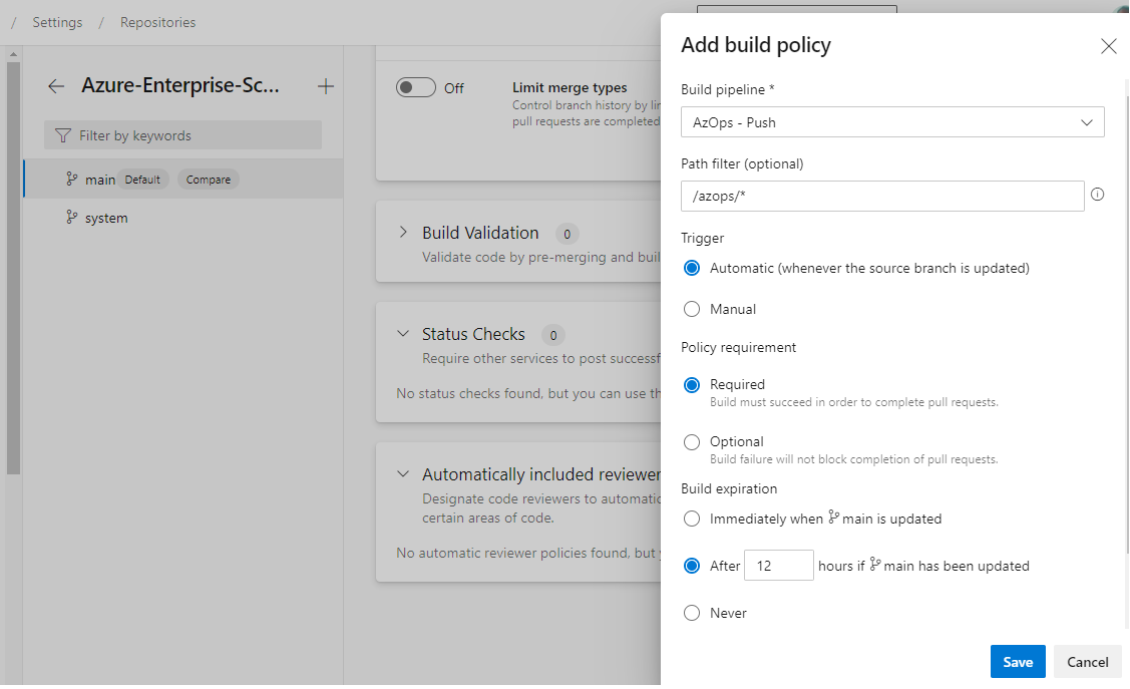 / Settings / Repositories
Azure-Enterprise-Sc...
Filter by keywords
main Default Compare
system
Off
Limit merge types
Control branch history by
pull requests are completed
Build Validation 0
Validate code by pre-merging and
Status Checks 0
Require other services to post
No status checks found, but you can use
Automatically included
Designate code reviewers to
certain areas of code.
No automatic reviewer policies found, but
Add build policy
Build pipeline *
AzOps - Push
Path filter (optional)
/azops/*
Trigger
Automatic (whenever the source branch is updated)
Manual
Policy requirement
Required
Build must succeed in order to complete pull requests.
Optional
Build failure will not block completion of pull requests.
Build expiration
Immediately when main is updated
After 12 hours if main has been updated
Never
Save Cancel